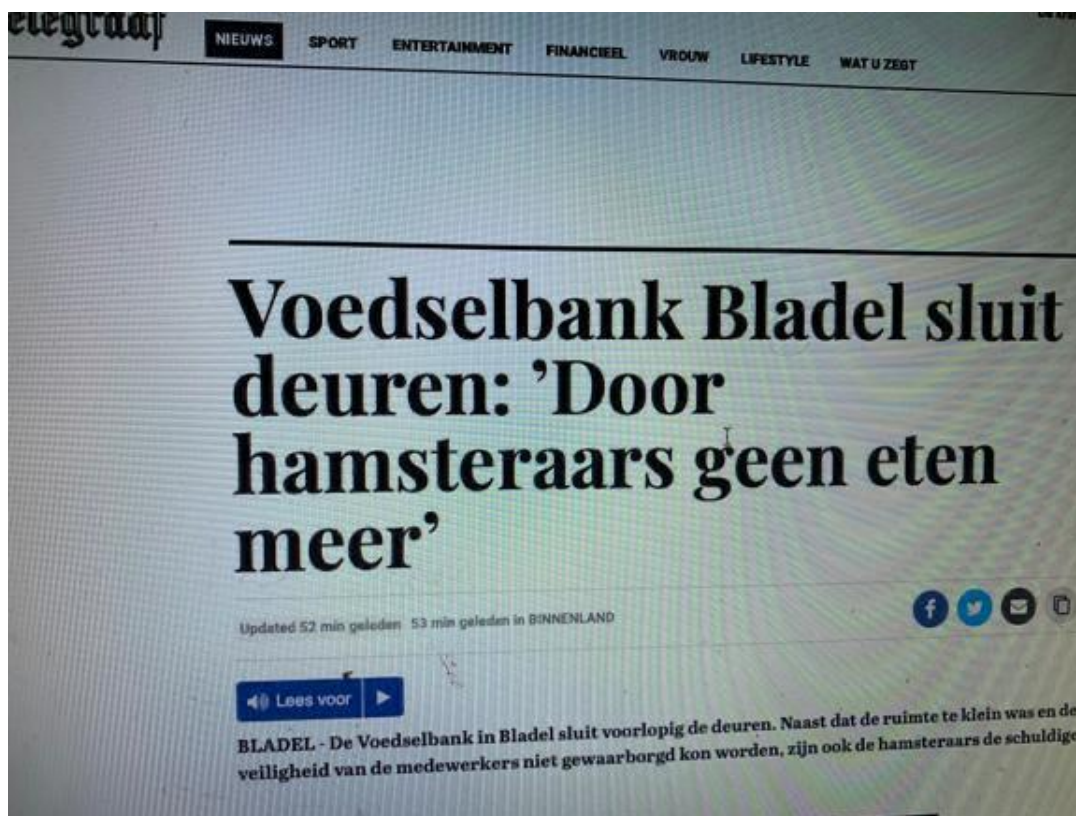 NIEUWS SPORT ENTERTAINMENT FINANCIEEL VROUW LIFESTYLE WAT U ZEGT
Voedselbank Bladel sluit
deuren: ’Door
hamsteraars geen eten
meer’
Updated 52 min geleden 53 min geleden in BINNENLAND
Lees voor
BLADEL - De Voedselbank in Bladel sluit voorlopig de deuren. Naast dat de ruimte te klein was en de
veiligheid van de medewerkers niet gewaarborgd kon worden, zijn ook de hamsteraars de schuldige